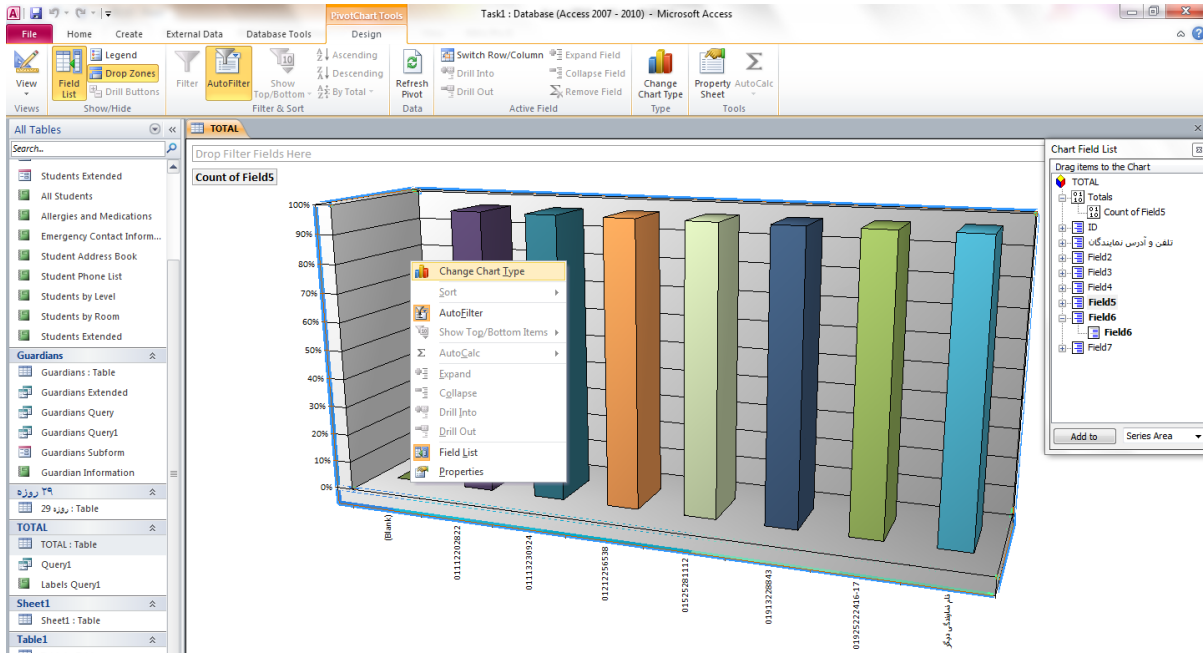 Task1 : Database (Access 2007 - 2010) - Microsoft Access
PivotChart Tools
File Home Create External Data Database Tools Design
View
Views
Field List
Legend
Drop Zones
Drill Buttons
Show/Hide
Filter
AutoFilter
Show Top/Bottom
Ascending
Descending
By Total
Filter & Sort
Refresh Pivot
Data
Switch Row/Column
Drill Into
Drill Out
Expand Field
Collapse Field
Remove Field
Active Field
Change Chart Type
Type
Property Sheet
AutoCalc
Tools
All Tables
Search...
Students Extended
All Students
Allergies and Medications
Emergency Contact Inform...
Student Address Book
Student Phone List
Students by Level
Students by Room
Students Extended
Guardians
Guardians : Table
Guardians Extended
Guardians Query
Guardians Query1
Guardians Subform
Guardian Information
۲۹ روزه
روزه 29 : Table
TOTAL
TOTAL : Table
Query1
Labels Query1
Sheet1
Sheet1 : Table
Table1
TOTAL
Drop Filter Fields Here
Count of Field5
100%
90%
80%
70%
60%
50%
40%
30%
20%
10%
0%
Change Chart Type
Sort
AutoFilter
Show Top/Bottom Items
AutoCalc
Expand
Collapse
Drill Into
Drill Out
Field List
Properties
(Blank)
01112202822
01113230924
01212256538
01525281112
01913228843
01925222416-17
Chart Field List
Drag items to the Chart
TOTAL
Totals
Count of Field5
ID
تلفن و آدرس نمایندگان
Field2
Field3
Field4
Field5
Field6
Field6
Field7
Add to
Series Area